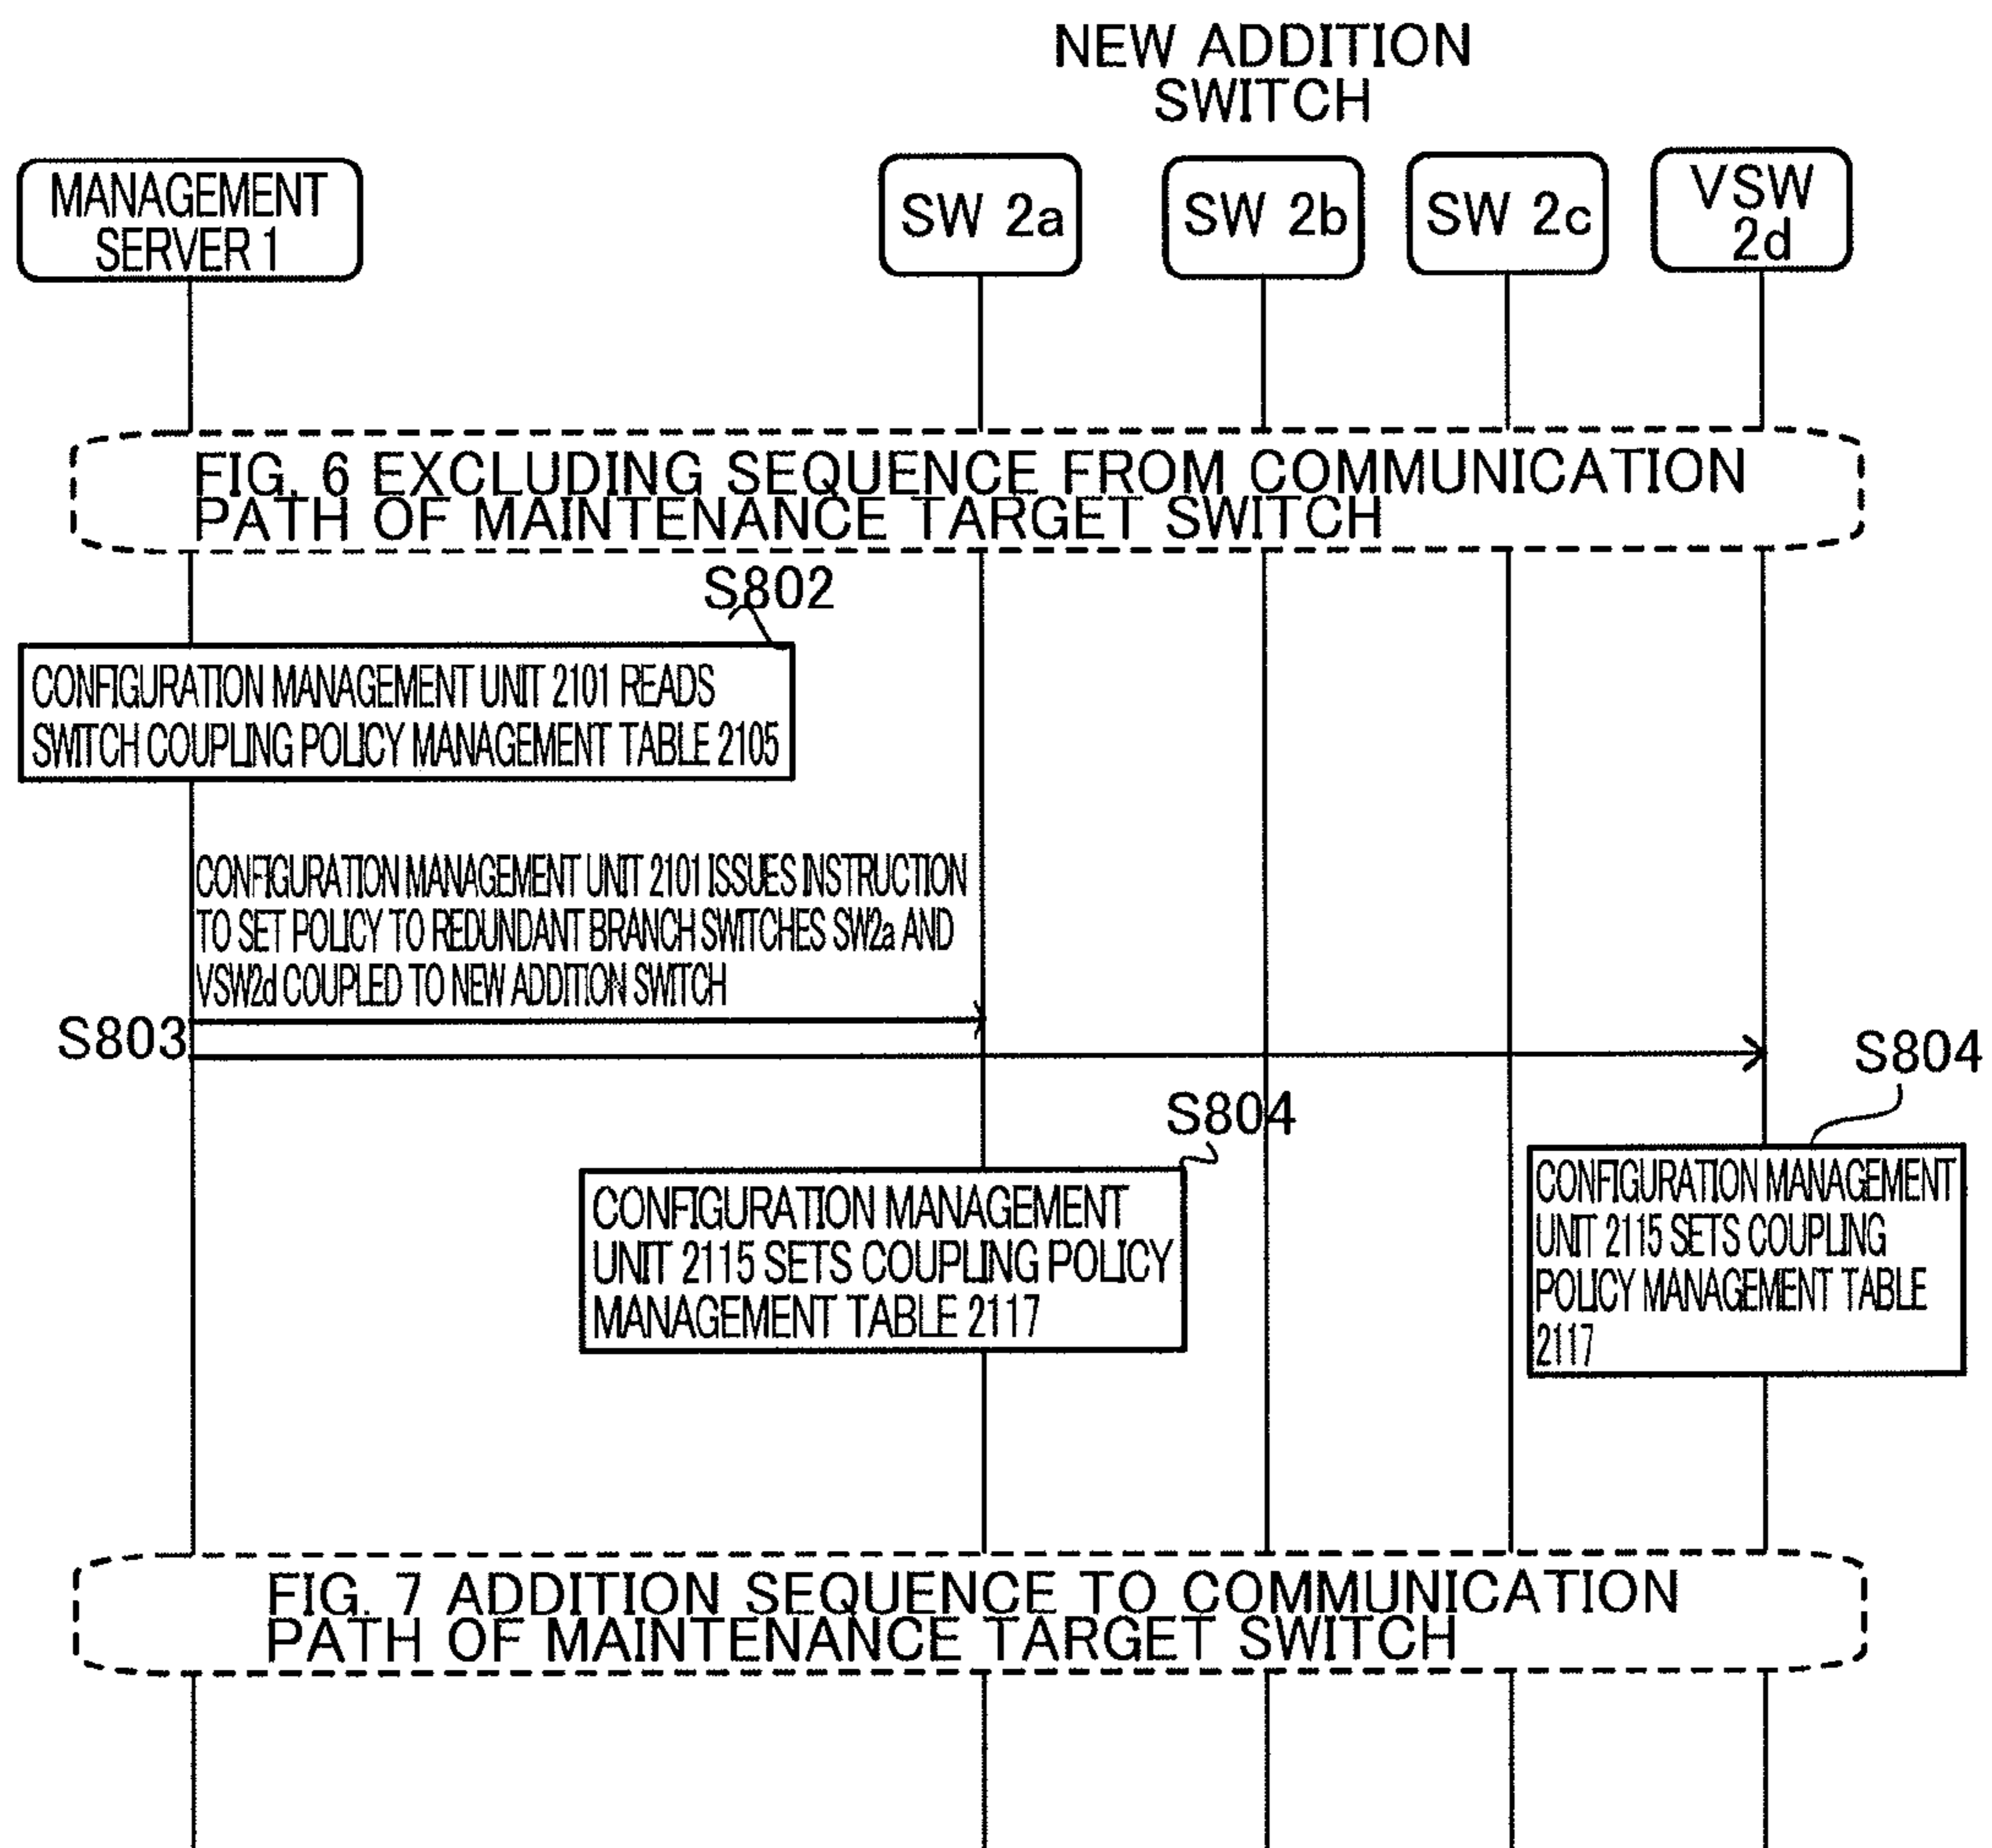 NEW ADDITION
SWITCH
MANAGEMENT
SERVER 1
SW 2a
SW 2b
SW 2c
VSW
2d
FIG. 6 EXCLUDING SEQUENCE FROM COMMUNICATION
PATH OF MAINTENANCE TARGET SWITCH
S802
CONFIGURATION MANAGEMENT UNIT 2101 READS
SWITCH COUPLING POLICY MANAGEMENT TABLE 2105
CONFIGURATION MANAGEMENT UNIT 2101 ISSUES INSTRUCTION
TO SET POLICY TO REDUNDANT BRANCH SWITCHES SW2a AND
VSW2d COUPLED TO NEW ADDITION SWITCH
S803
S804
CONFIGURATION MANAGEMENT
UNIT 2115 SETS COUPLING POLICY
MANAGEMENT TABLE 2117
S804
CONFIGURATION MANAGEMENT
UNIT 2115 SETS COUPLING
POLICY MANAGEMENT TABLE
2117
FIG. 7 ADDITION SEQUENCE TO COMMUNICATION
PATH OF MAINTENANCE TARGET SWITCH